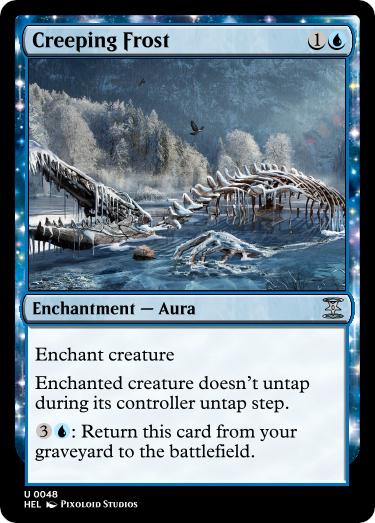 Creeping Frost 1
Enchantment — Aura
Enchant creature
Enchanted creature doesn't untap
during its controller untap step.
3 : Return this card from your
graveyard to the battlefield.
U 0048
HEL Pixoloid Studios